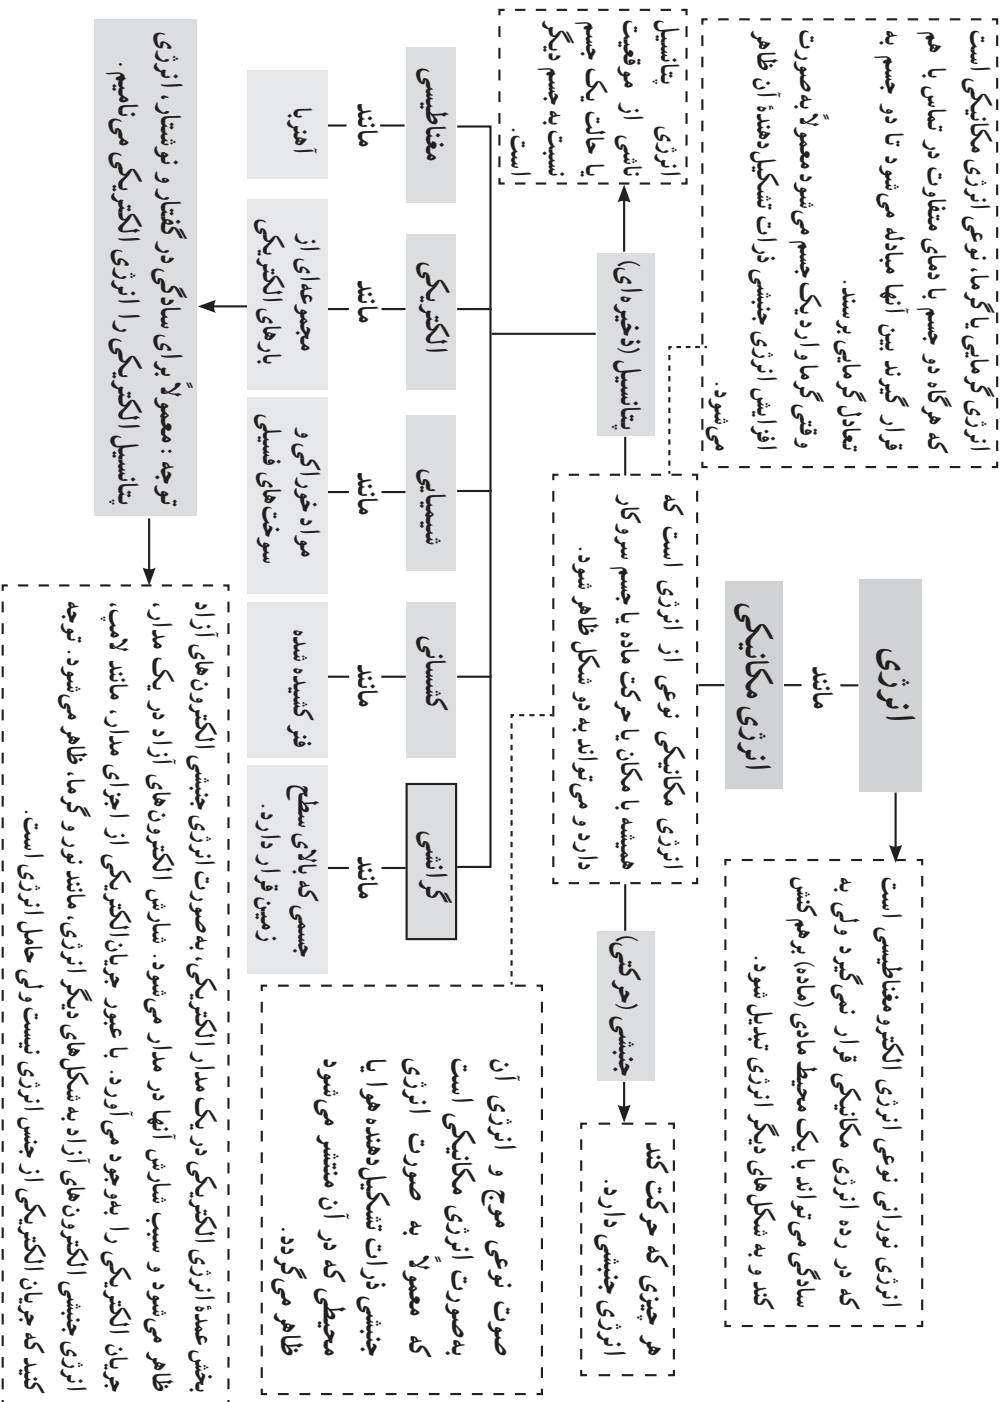 انرژی
مانند
انرژی مکانیکی
انرژی نورانی نوعی انرژی الکترومغناطیسی است
که در رده انرژی مکانیکی قرار نمی‌گیرد ولی به
سادگی می‌تواند با یک محیط مادی (ماده) برهم‌کنش
کند و به شکل‌های دیگر انرژی تبدیل شود.
انرژی گرمایی یا گرما، نوعی انرژی مکانیکی است
که هرگاه دو جسم با دمای متفاوت در تماس با هم
قرار گیرند بین آنها مبادله می‌شود تا دو جسم به
تعادل گرمایی برسند.
وقتی گرما وارد یک جسم می‌شود معمولاً به‌صورت
افزایش انرژی جنبشی ذرات تشکیل‌دهندهٔ آن ظاهر
می‌شود.
انرژی مکانیکی نوعی از انرژی است که
همیشه با مکان یا حرکت ماده یا جسم سروکار
دارد و می‌تواند به دو شکل ظاهر شود.
پتانسیل (ذخیره‌ای)
جنبشی (حرکتی)
انرژی پتانسیل
ناشی از موقعیت
یا حالت یک جسم
نسبت به جسم دیگر
است.
هر چیزی که حرکت کند
انرژی جنبشی دارد.
صوت نوعی موج و انرژی آن
به‌صورت انرژی مکانیکی است
که معمولاً به صورت انرژی
جنبشی ذرات تشکیل‌دهنده هوا یا
محیطی که در آن منتشر می‌شود
ظاهر می‌گردد.
مغناطیسی
مانند
آهنربا
الکتریکی
مانند
مجموعه‌ای از
بارهای الکتریکی
شیمیایی
مانند
مواد خوراکی و
سوخت‌های فسیلی
کشسانی
مانند
فنر کشیده شده
گرانشی
مانند
جسمی که بالای سطح
زمین قرار دارد.
توجه : معمولاً برای سادگی در گفتار و نوشتار، انرژی
پتانسیل الکتریکی را انرژی الکتریکی می‌نامیم.
بخش عمدهٔ انرژی الکتریکی در یک مدار الکتریکی، به‌صورت انرژی جنبشی الکترون‌های آزاد
ظاهر می‌شود و سبب شارش آنها در مدار می‌شود. شارش الکترون‌های آزاد در یک مدار،
جریان الکتریکی را به‌وجود می‌آورد. با عبور جریان الکتریکی از اجزای مدار، مانند لامپ،
انرژی جنبشی الکترون‌های آزاد به شکل‌های دیگر انرژی، مانند نور و گرما، ظاهر می‌شود. توجه
کنید که جریان الکتریکی از جنس انرژی نیست ولی حامل انرژی است.